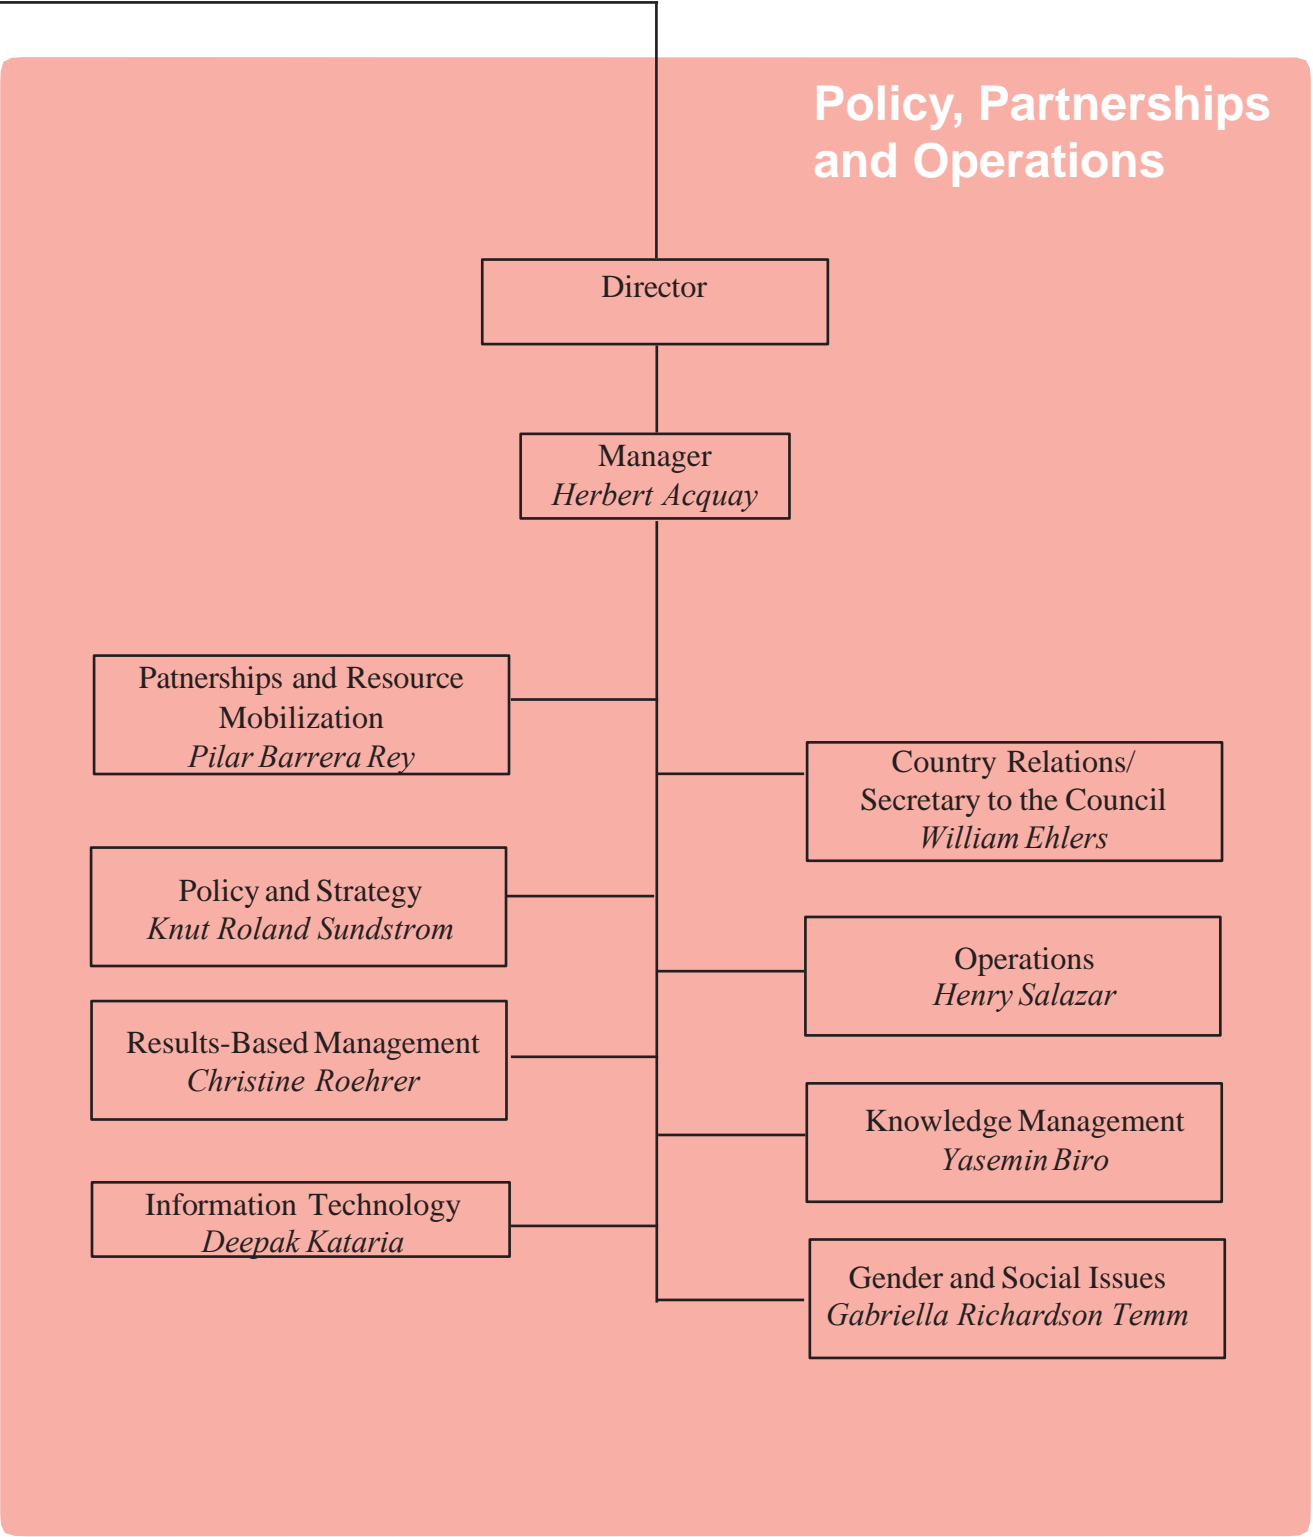 Policy, Partnerships
and Operations
Director
Manager
Herbert Acquay
Patnerships and Resource
Mobilization
Pilar Barrera Rey
Country Relations/
Secretary to the Council
William Ehlers
Policy and Strategy
Knut Roland Sundstrom
Operations
Henry Salazar
Results-Based Management
Christine Roehrer
Knowledge Management
Yasemin Biro
Information Technology
Deepak Kataria
Gender and Social Issues
Gabriella Richardson Temm